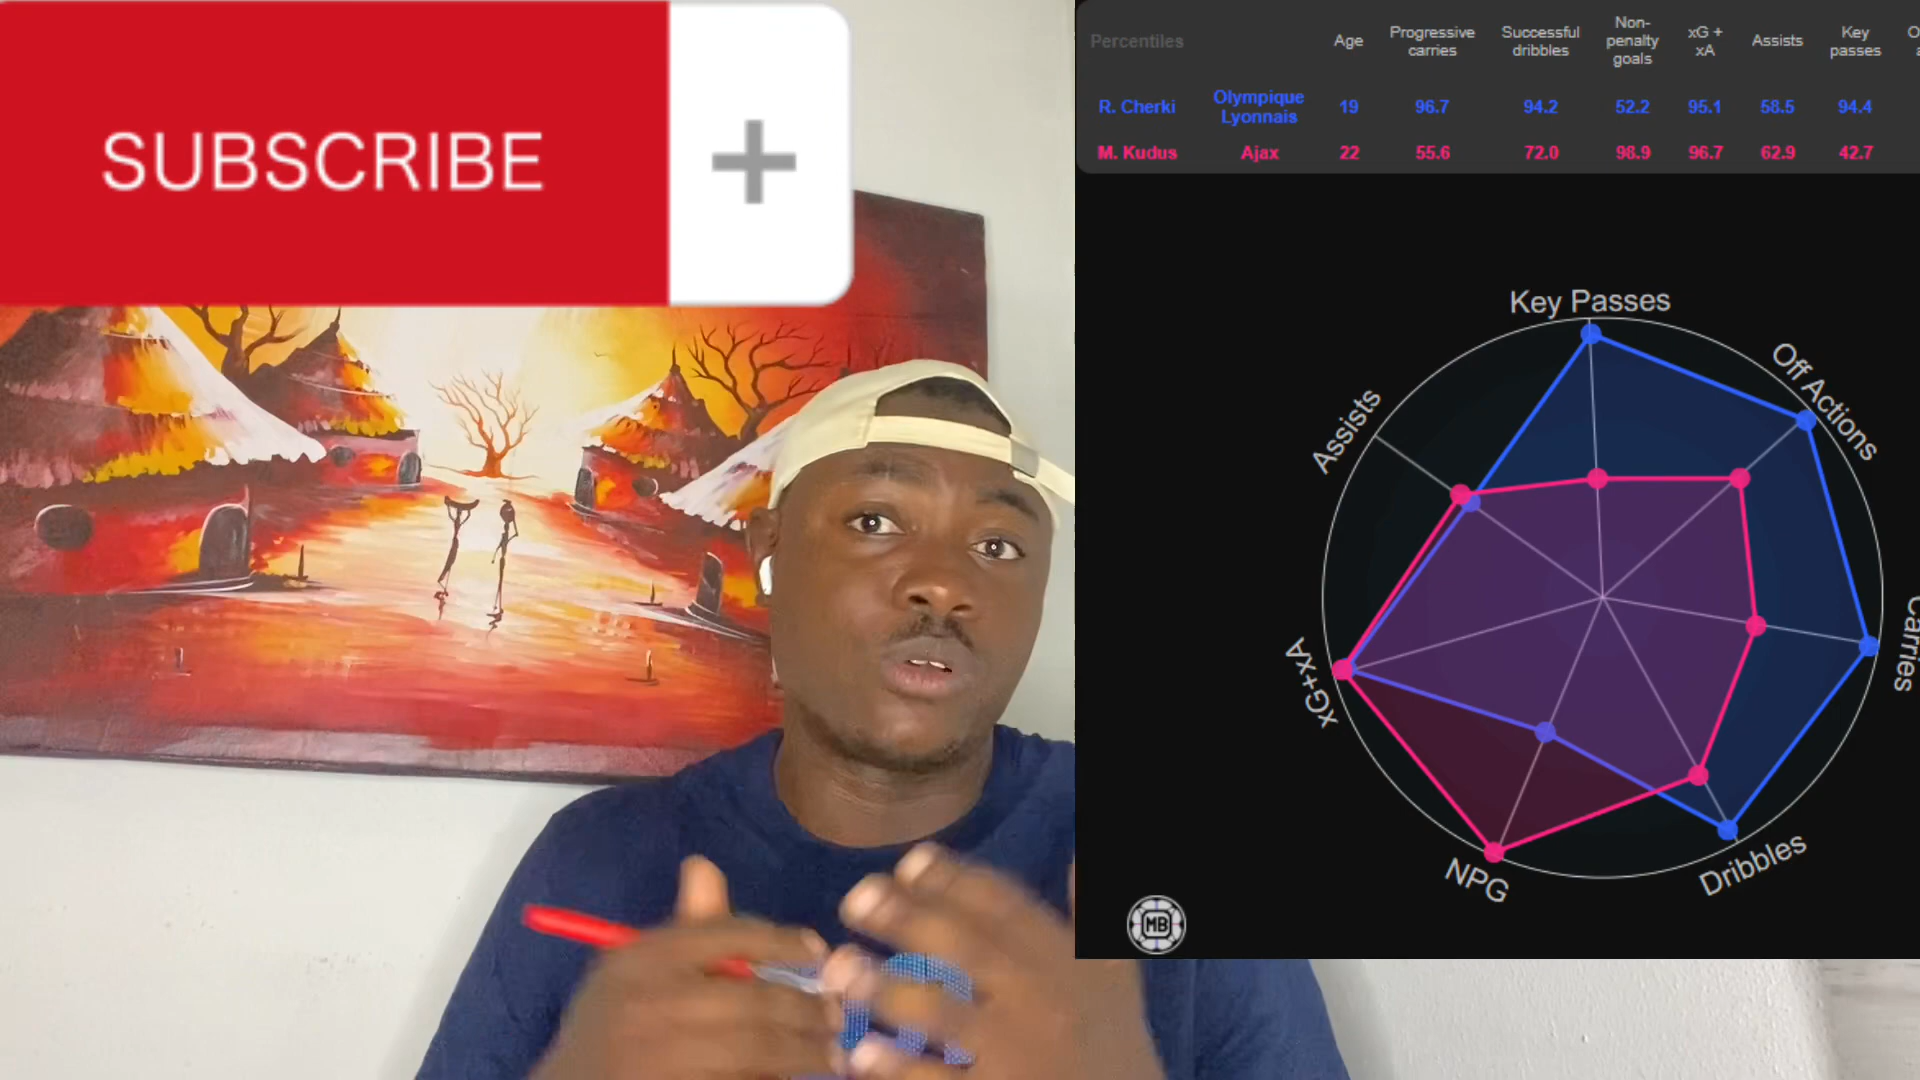 SUBSCRIBE
Percentiles
Age
Progressive
carries
Successful
dribbles
Non-
penalty
goals
xG +
xA
Assists
Key
passes
R. Cherki
Olympique
Lyonnais
19
96.7
94.2
52.2
95.1
58.5
94.4
M. Kudus
Ajax
22
55.6
72.0
98.9
96.7
62.9
42.7
Key Passes
Off Actions
Assists
Carries
xG+xA
NPG
Dribbles
MB